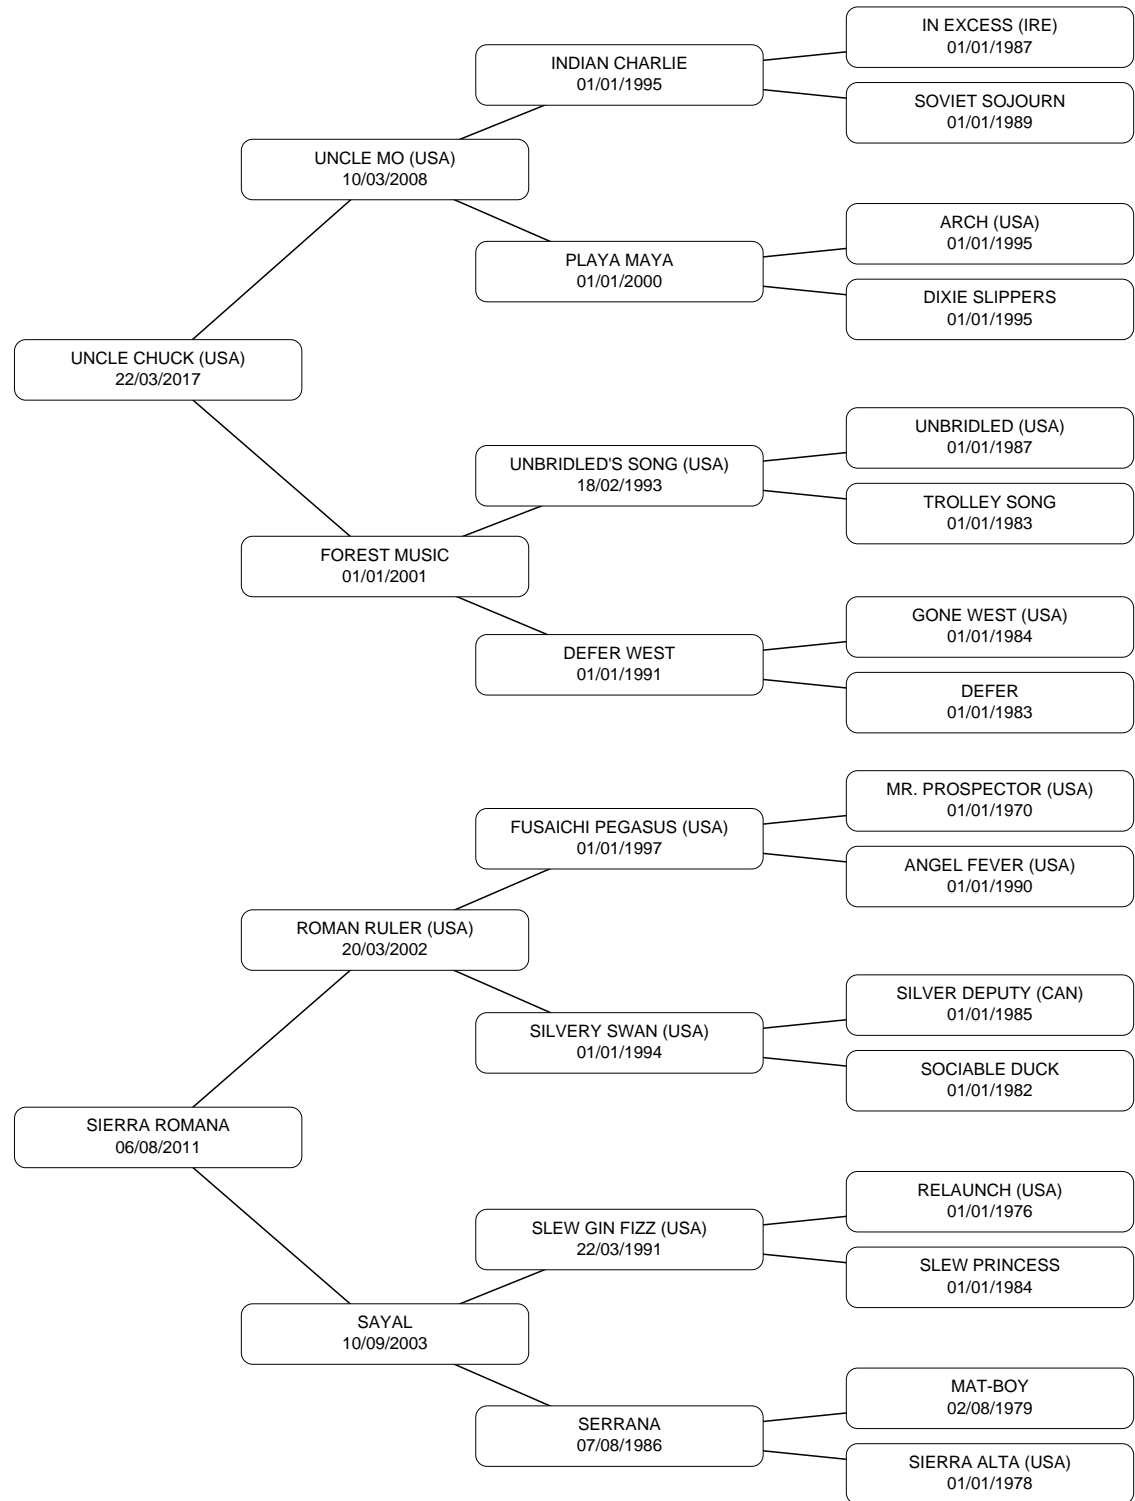 IN EXCESS (IRE)
01/01/1987
INDIAN CHARLIE
01/01/1995
SOVIET SOJOURN
01/01/1989
UNCLE MO (USA)
10/03/2008
ARCH (USA)
01/01/1995
PLAYA MAYA
01/01/2000
DIXIE SLIPPERS
01/01/1995
UNCLE CHUCK (USA)
22/03/2017
UNBRIDLED (USA)
01/01/1987
UNBRIDLED'S SONG (USA)
18/02/1993
TROLLEY SONG
01/01/1983
FOREST MUSIC
01/01/2001
GONE WEST (USA)
01/01/1984
DEFER WEST
01/01/1991
DEFER
01/01/1983
MR. PROSPECTOR (USA)
01/01/1970
FUSAICHI PEGASUS (USA)
01/01/1997
ANGEL FEVER (USA)
01/01/1990
ROMAN RULER (USA)
20/03/2002
SILVER DEPUTY (CAN)
01/01/1985
SILVERY SWAN (USA)
01/01/1994
SOCIABLE DUCK
01/01/1982
SIERRA ROMANA
06/08/2011
RELAUNCH (USA)
01/01/1976
SLEW GIN FIZZ (USA)
22/03/1991
SLEW PRINCESS
01/01/1984
SAYAL
10/09/2003
MAT-BOY
02/08/1979
SERRANA
07/08/1986
SIERRA ALTA (USA)
01/01/1978